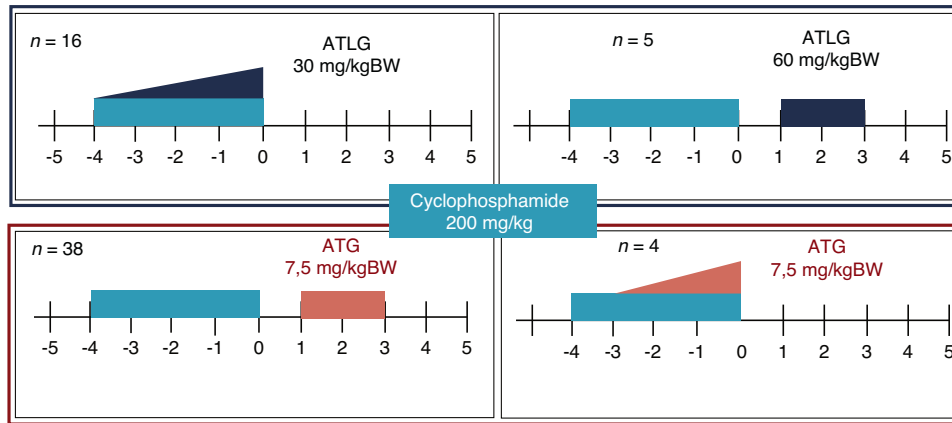 n = 16
ATLG
30 mg/kgBW
-5 -4 -3 -2 -1 0 1 2 3 4 5
n = 5
ATLG
60 mg/kgBW
-4 -3 -2 -1 0 1 2 3 4 5
Cyclophosphamide
200 mg/kg
n = 38
ATG
7,5 mg/kgBW
-5 -4 -3 -2 -1 0 1 2 3 4 5
n = 4
ATG
7,5 mg/kgBW
-4 -3 -2 -1 0 1 2 3 4 5